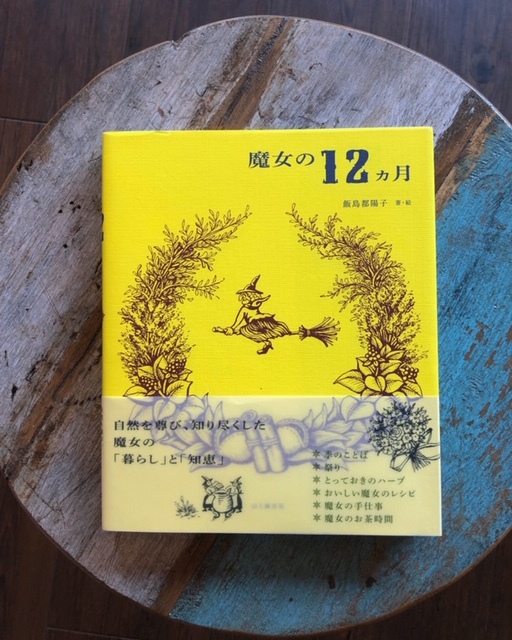 魔女の12ヵ月
飯島都陽子 著・絵
自然を尊び、知り尽くした
魔女の
「暮らし」と「知恵」
＊季のことば
＊祭り
＊とっておきのハーブ
＊おいしい魔女のレシピ
＊魔女の手仕事
＊魔女のお茶時間